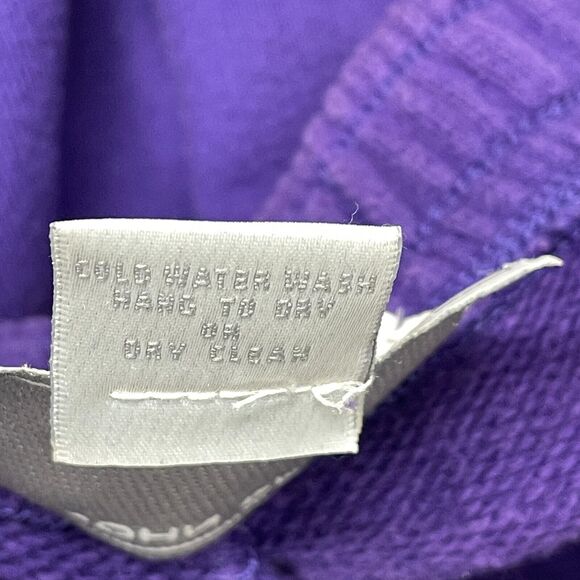 COLD WATER WASH
HANG TO DRY
OR
DRY CLEAN